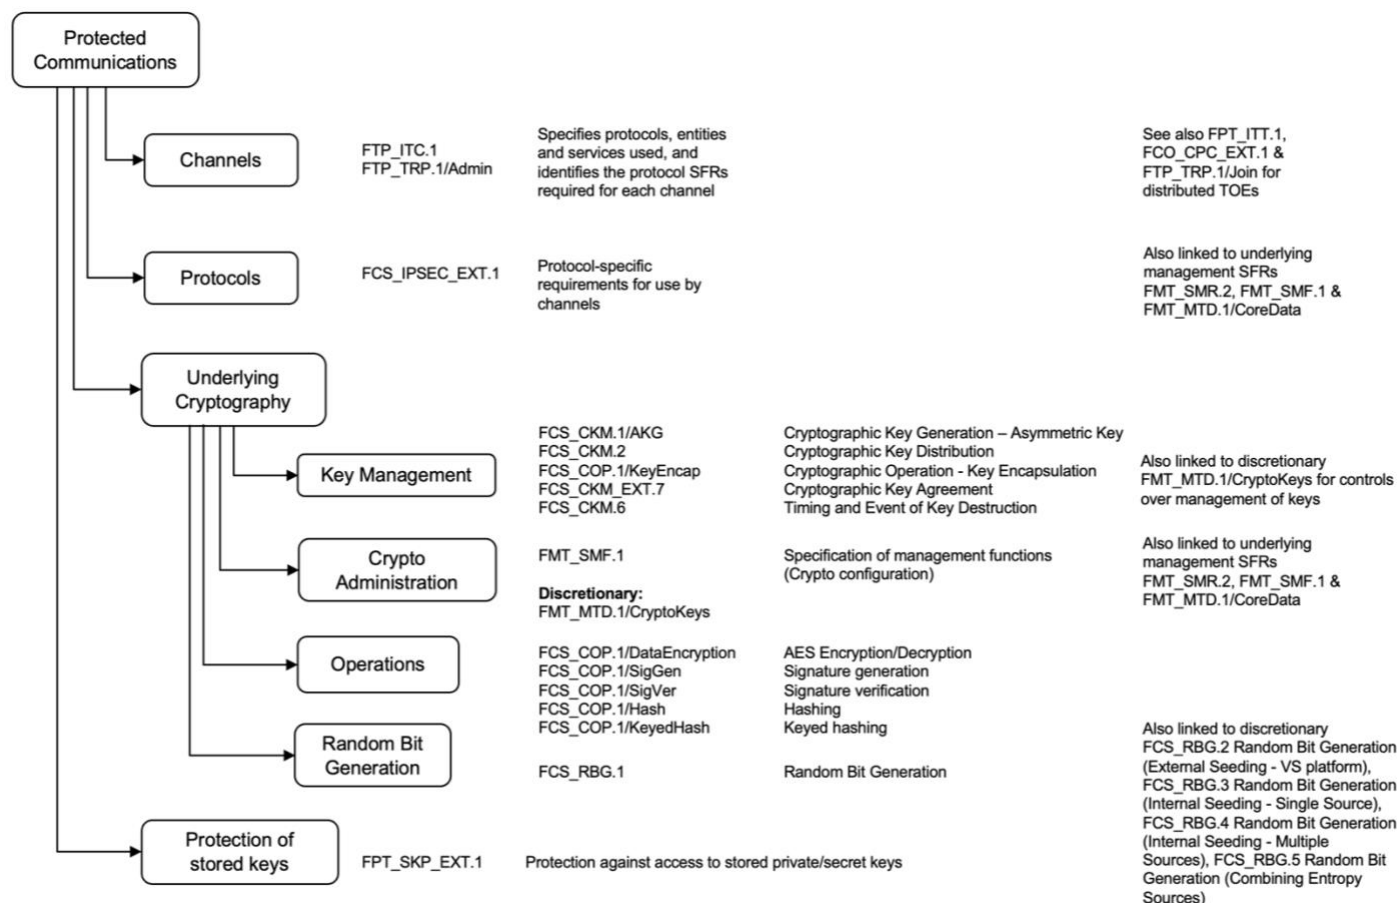 Protected
Communications
Channels
FTP_ITC.1
FTP_TRP.1/Admin
Specifies protocols, entities
and services used, and
identifies the protocol SFRs
required for each channel
See also FPT_ITT.1,
FCO_CPC_EXT.1 &
FTP_TRP.1/Join for
distributed TOEs
Protocols
FCS_IPSEC_EXT.1
Protocol-specific
requirements for use by
channels
Also linked to underlying
management SFRs
FMT_SMR.2, FMT_SMF.1 &
FMT_MTD.1/CoreData
Underlying
Cryptography
Key Management
FCS_CKM.1/AKG
FCS_CKM.2
FCS_COP.1/KeyEncap
FCS_CKM_EXT.7
FCS_CKM.6
Cryptographic Key Generation – Asymmetric Key
Cryptographic Key Distribution
Cryptographic Operation - Key Encapsulation
Cryptographic Key Agreement
Timing and Event of Key Destruction
Also linked to discretionary
FMT_MTD.1/CryptoKeys for controls
over management of keys
Crypto
Administration
FMT_SMF.1
Discretionary:
FMT_MTD.1/CryptoKeys
Specification of management functions
(Crypto configuration)
Also linked to underlying
management SFRs
FMT_SMR.2, FMT_SMF.1 &
FMT_MTD.1/CoreData
Operations
FCS_COP.1/DataEncryption
FCS_COP.1/SigGen
FCS_COP.1/SigVer
FCS_COP.1/Hash
FCS_COP.1/KeyedHash
AES Encryption/Decryption
Signature generation
Signature verification
Hashing
Keyed hashing
Random Bit
Generation
FCS_RBG.1
Random Bit Generation
Also linked to discretionary
FCS_RBG.2 Random Bit Generation
(External Seeding - VS platform),
FCS_RBG.3 Random Bit Generation
(Internal Seeding - Single Source),
FCS_RBG.4 Random Bit Generation
(Internal Seeding - Multiple
Sources), FCS_RBG.5 Random Bit
Generation (Combining Entropy
Sources)
Protection of
stored keys
FPT_SKP_EXT.1
Protection against access to stored private/secret keys